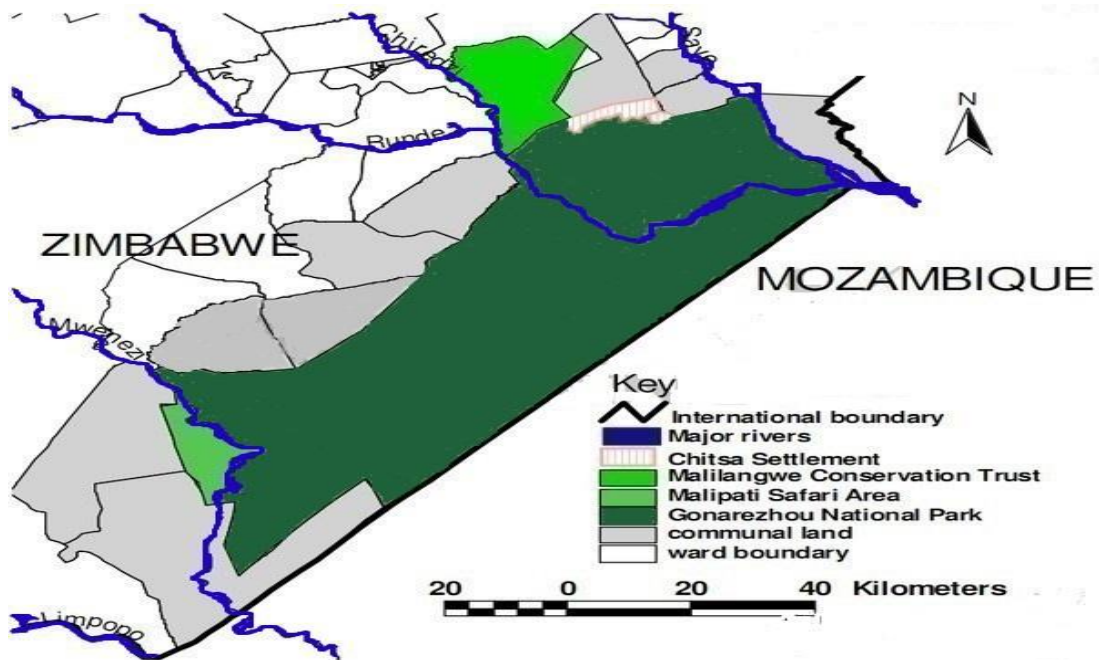 Chiredz
Save
N
Runde
ZIMBABWE
MOZAMBIQUE
Mwenezi
Key
International boundary
Major rivers
Chitsa Settlement
Malilangwe Conservation Trust
Malipati Safari Area
Gonarezhou National Park
communal land
ward boundary
20 0 20 40 Kilometers
Limpopo